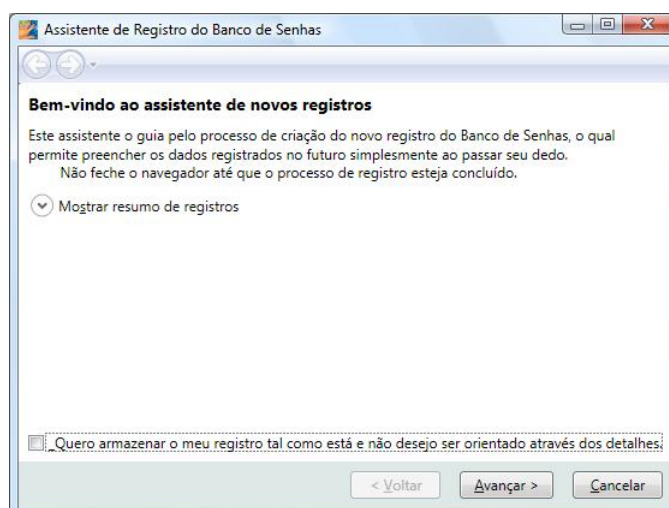 Assistente de Registro do Banco de Senhas
Bem-vindo ao assistente de novos registros
Este assistente o guia pelo processo de criação do novo registro do Banco de Senhas, o qual
permite preencher os dados registrados no futuro simplesmente ao passar seu dedo.
Não feche o navegador até que o processo de registro esteja concluído.
Mostrar resumo de registros
_Quero armazenar o meu registro tal como está e não desejo ser orientado através dos detalhes.
< Voltar
Avançar >
Cancelar